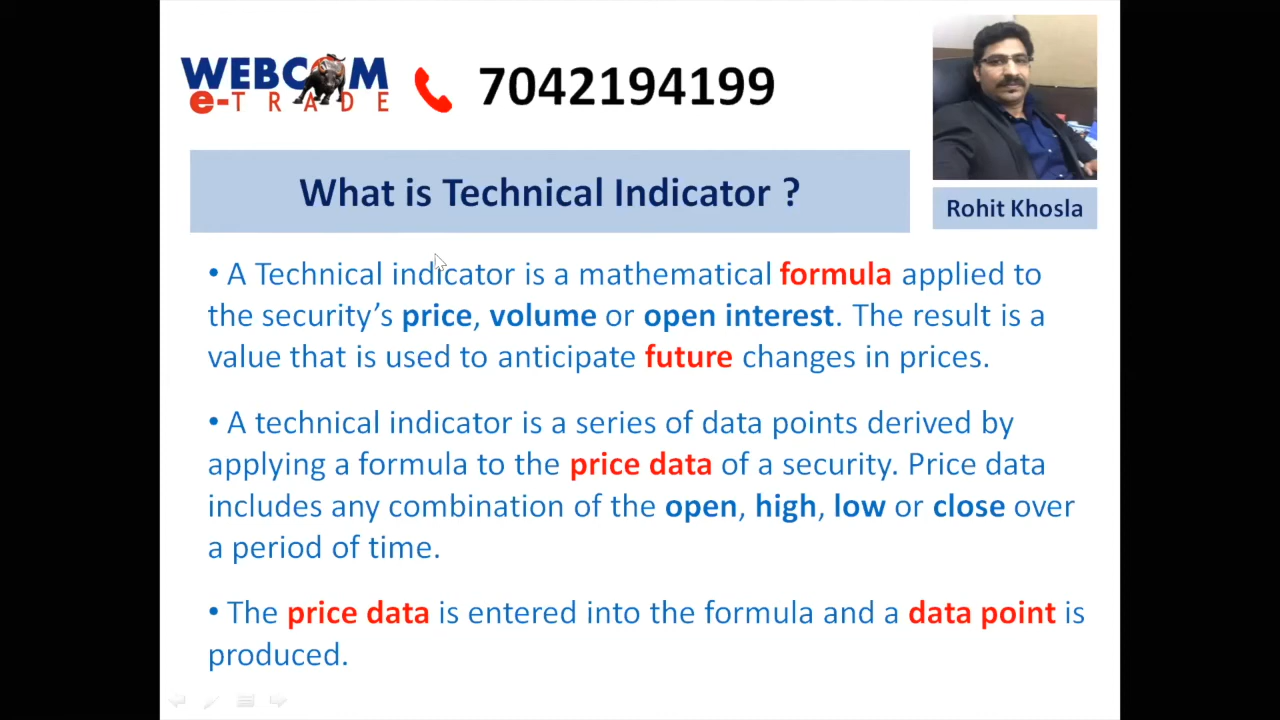 WEBCOM
e-TRADE
7042194199
What is Technical Indicator ?
Rohit Khosla
• A Technical indicator is a mathematical formula applied to
the security’s price, volume or open interest. The result is a
value that is used to anticipate future changes in prices.
• A technical indicator is a series of data points derived by
applying a formula to the price data of a security. Price data
includes any combination of the open, high, low or close over
a period of time.
• The price data is entered into the formula and a data point is
produced.